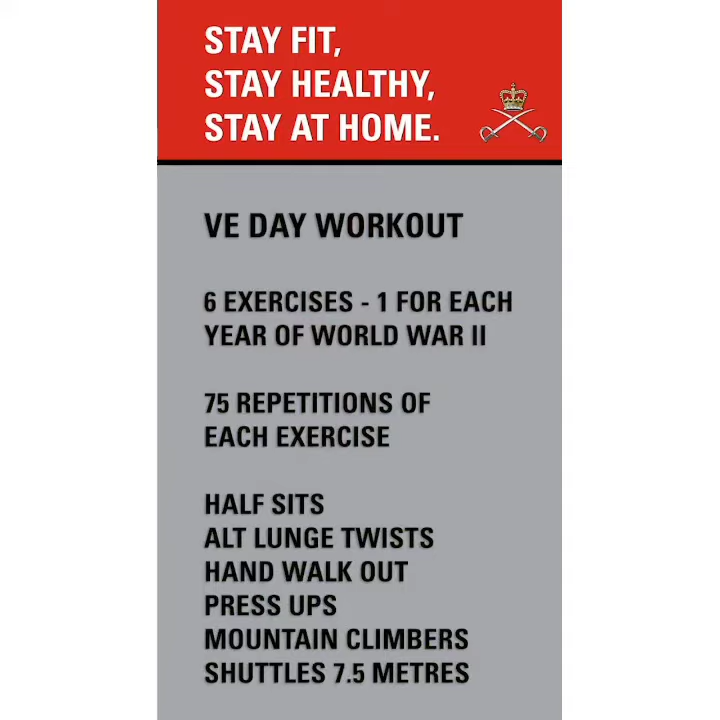 STAY FIT,
STAY HEALTHY,
STAY AT HOME.
VE DAY WORKOUT
6 EXERCISES - 1 FOR EACH
YEAR OF WORLD WAR II
75 REPETITIONS OF
EACH EXERCISE
HALF SITS
ALT LUNGE TWISTS
HAND WALK OUT
PRESS UPS
MOUNTAIN CLIMBERS
SHUTTLES 7.5 METRES